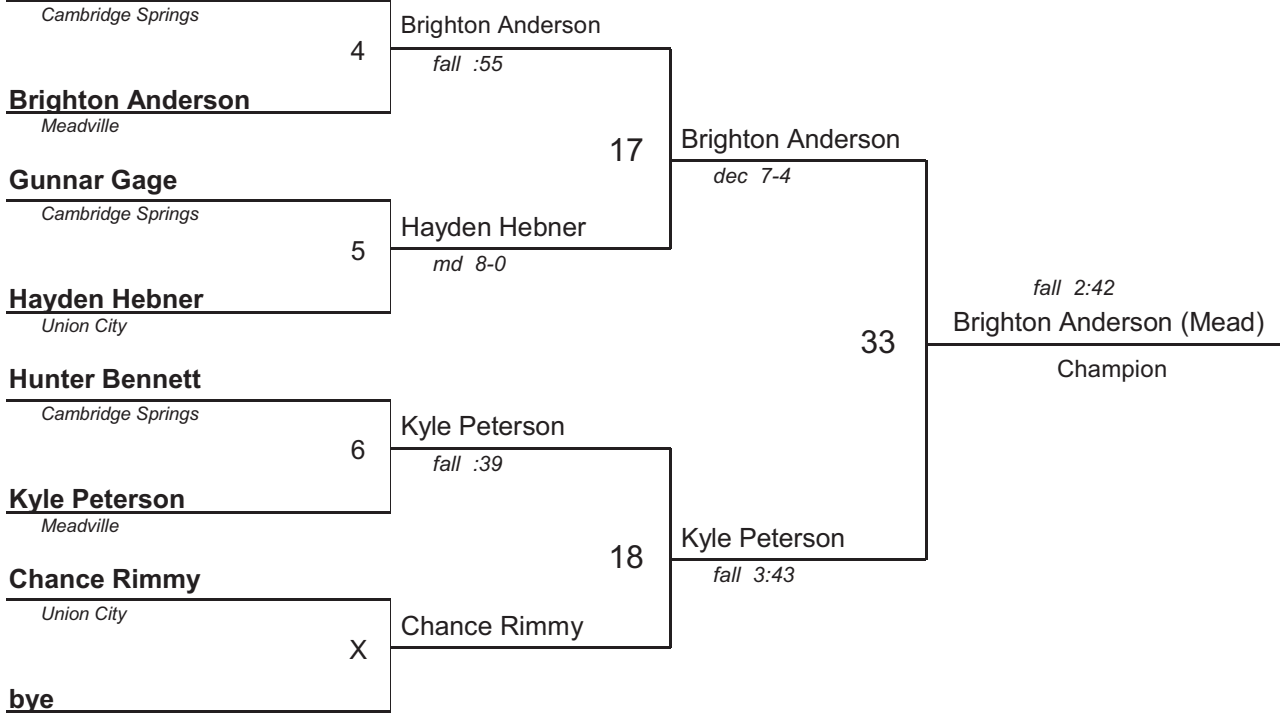 Cambridge Springs
4
Brighton Anderson
fall :55
Brighton Anderson
Meadville
17
Brighton Anderson
dec 7-4
Gunnar Gage
Cambridge Springs
5
Hayden Hebner
md 8-0
Hayden Hebner
Union City
33
fall 2:42
Brighton Anderson (Mead)
Champion
Hunter Bennett
Cambridge Springs
6
Kyle Peterson
fall :39
Kyle Peterson
Meadville
18
Kyle Peterson
fall 3:43
Chance Rimmy
Union City
X
Chance Rimmy
bye